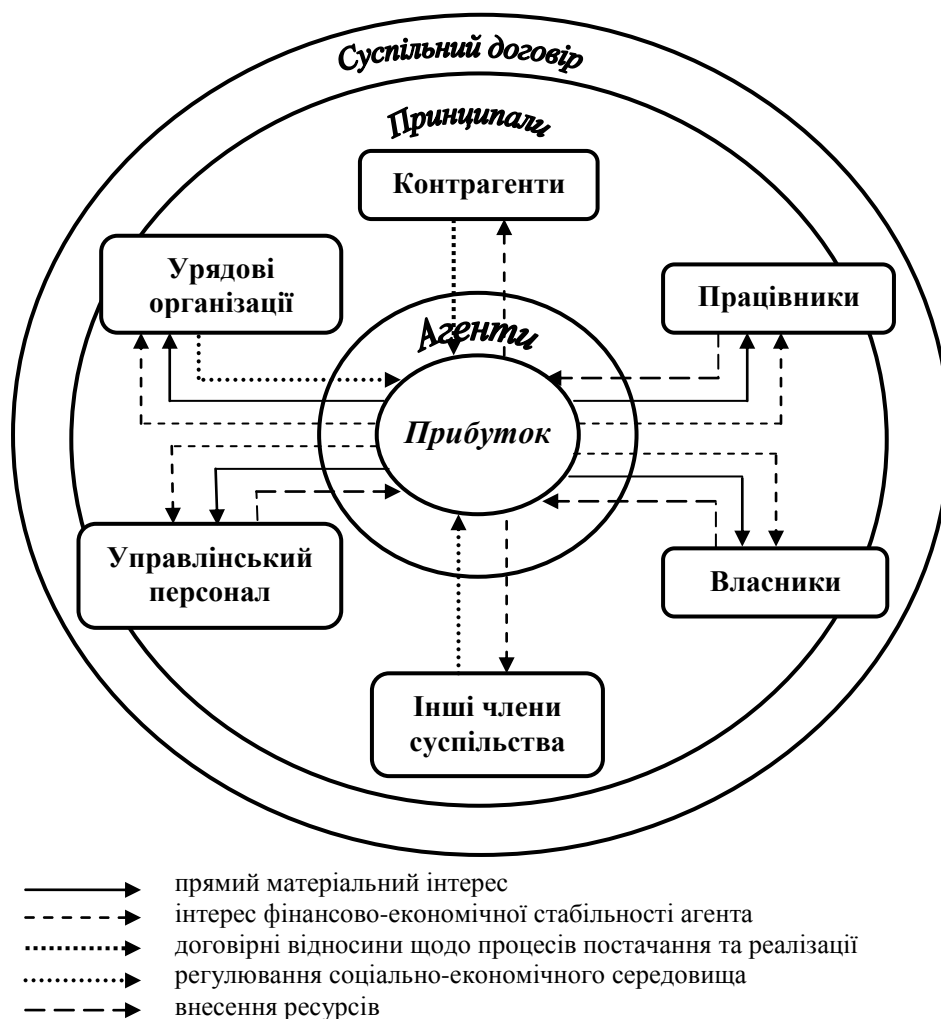 Суспільний договір
Принципали
Контрагенти
Урядові
організації
Працівники
Агенти
Прибуток
Управлінський
персонал
Власники
Інші члени
суспільства
прямий матеріальний інтерес
інтерес фінансово-економічної стабільності агента
договірні відносини щодо процесів постачання та реалізації
регулювання соціально-економічного середовища
внесення ресурсів